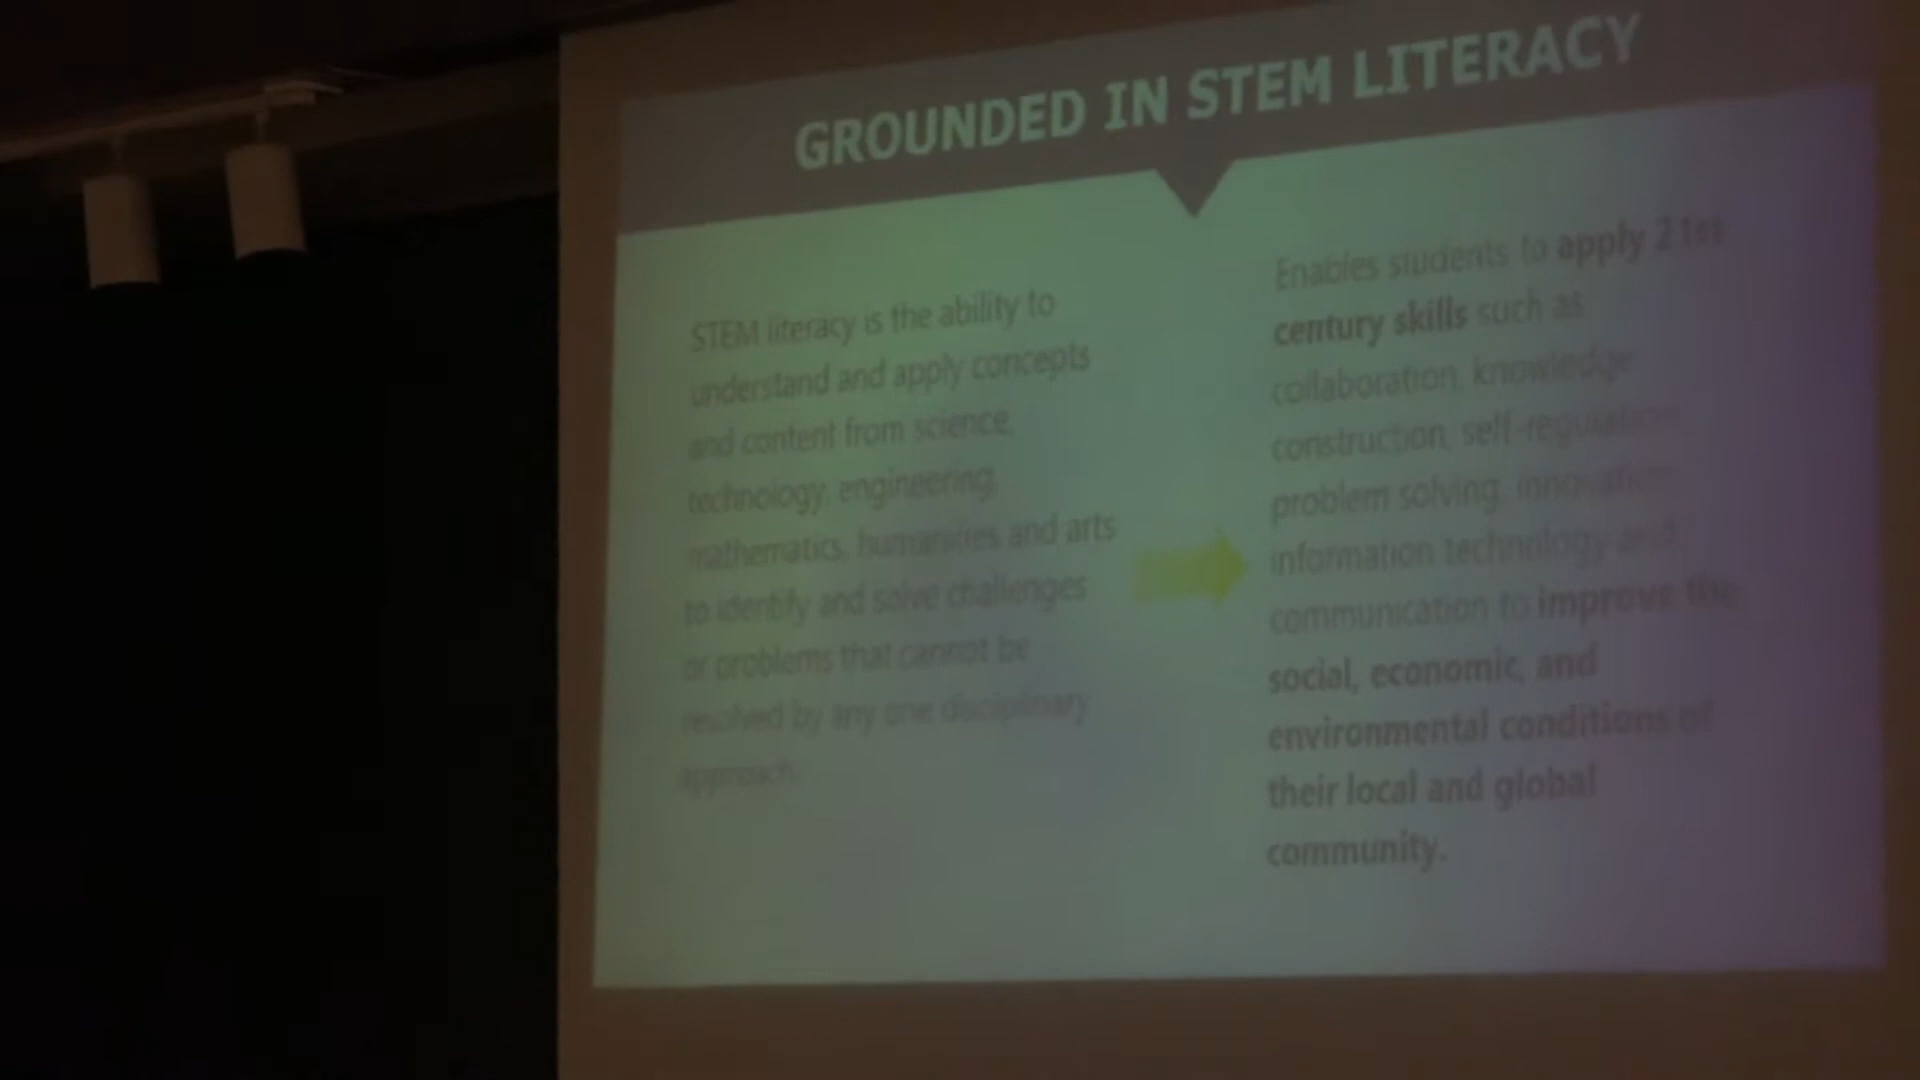 GROUNDED IN STEM LITERACY
STEM literacy is the ability to
understand and apply concepts
and content from science,
technology, engineering,
mathematics, humanities and arts
to identify and solve challenges
or problems that cannot be
resolved by any one disciplinary
approach.
Enables students to apply 21st
century skills such as
collaboration, knowledge
construction, self-regulation,
problem solving, innovation,
information technology and
communication to improve the
social, economic, and
environmental conditions of
their local and global
community.